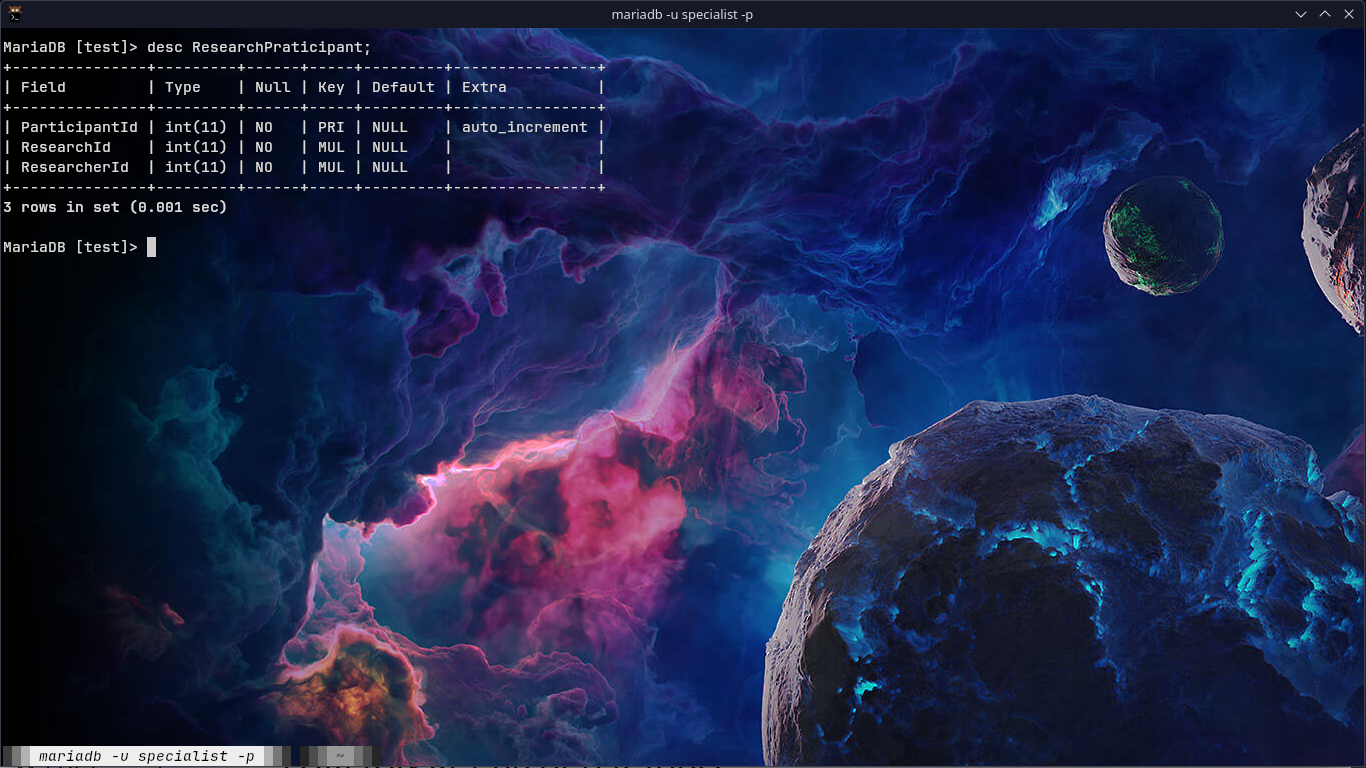 mariadb -u specialist -p
MariaDB [test]> desc ResearchPraticipant;
+---------------+---------+------+-----+---------+----------------+
| Field         | Type    | Null | Key | Default | Extra          |
+---------------+---------+------+-----+---------+----------------+
| ParticipantId | int(11) | NO   | PRI | NULL    | auto_increment |
| ResearchId    | int(11) | NO   | MUL | NULL    |                |
| ResearcherId  | int(11) | NO   | MUL | NULL    |                |
+---------------+---------+------+-----+---------+----------------+
3 rows in set (0.001 sec)
MariaDB [test]>
mariadb -u specialist -p ~